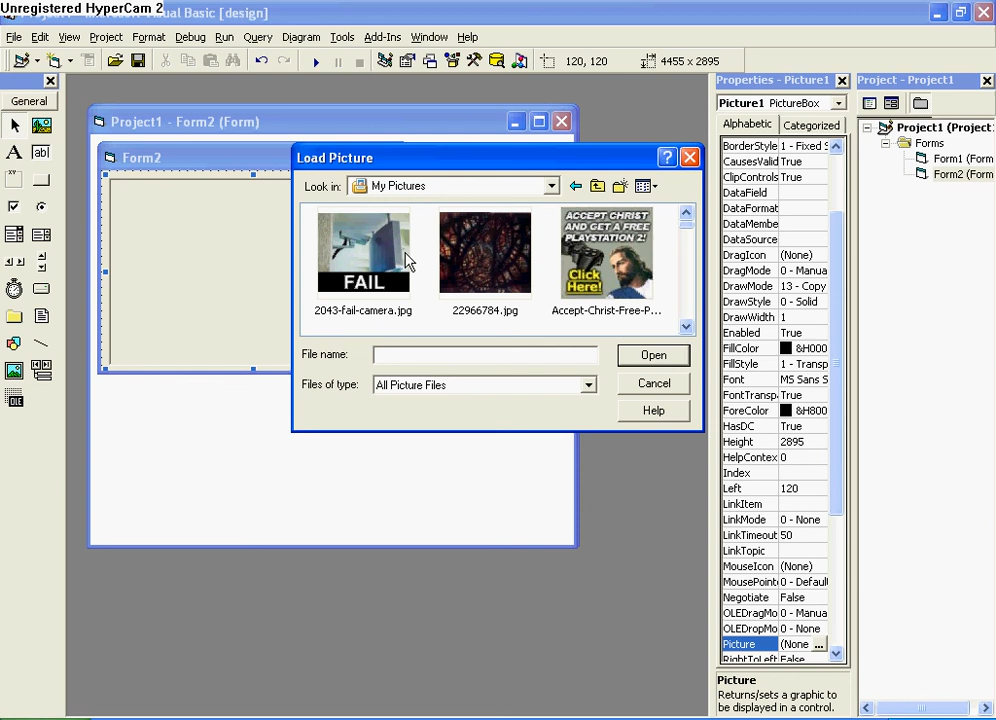 Unregistered HyperCam 2
Visual Basic [design]
File Edit View Project Format Debug Run Query Diagram Tools Add-Ins Window Help
120, 120 4455 x 2895
General
Project1 - Form2 (Form)
Form2
Load Picture
Look in: My Pictures
FAIL
ACCEPT CHRIST
AND GET A FREE
PLAYSTATION 2!
Click
Here!
2043-fail-camera.jpg 22966784.jpg Accept-Christ-Free-P...
File name: Open
Files of type: All Picture Files Cancel
Help
Properties - Picture1
Picture1 PictureBox
Alphabetic Categorized
BorderStyle 1 - Fixed S
CausesValid True
ClipControls True
DataField
DataFormat
DataMembe
DataSource
DragIcon (None)
DragMode 0 - Manua
DrawMode 13 - Copy
DrawStyle 0 - Solid
DrawWidth 1
Enabled True
FillColor &H000
FillStyle 1 - Transp
Font MS Sans S
FontTransp True
ForeColor &H800
HasDC True
Height 2895
HelpContex 0
Index
Left 120
LinkItem
LinkMode 0 - None
LinkTimeout 50
LinkTopic
MouseIcon (None)
MousePoint 0 - Defaul
Negotiate False
OLEDragMo 0 - Manua
OLEDropMo 0 - None
Picture (None ...
RightToLeft False
Picture
Returns/sets a graphic to
be displayed in a control.
Project - Project1
Project1 (Project
Forms
Form1 (Form
Form2 (Form